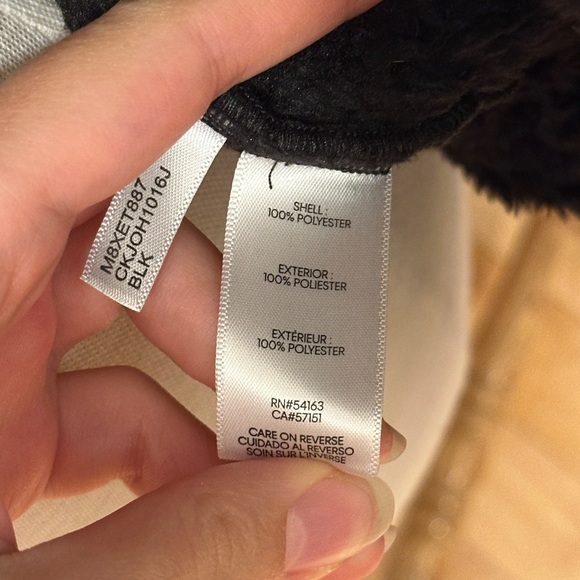 M8XET887
CKJOH1016J
BLK
SHELL :
100% POLYESTER
EXTERIOR :
100% POLIESTER
EXTÉRIEUR :
100% POLYESTER
RN#54163
CA#57151
CARE ON REVERSE
CUIDADO AL REVERSO
SOIN SUR L'INVERSE